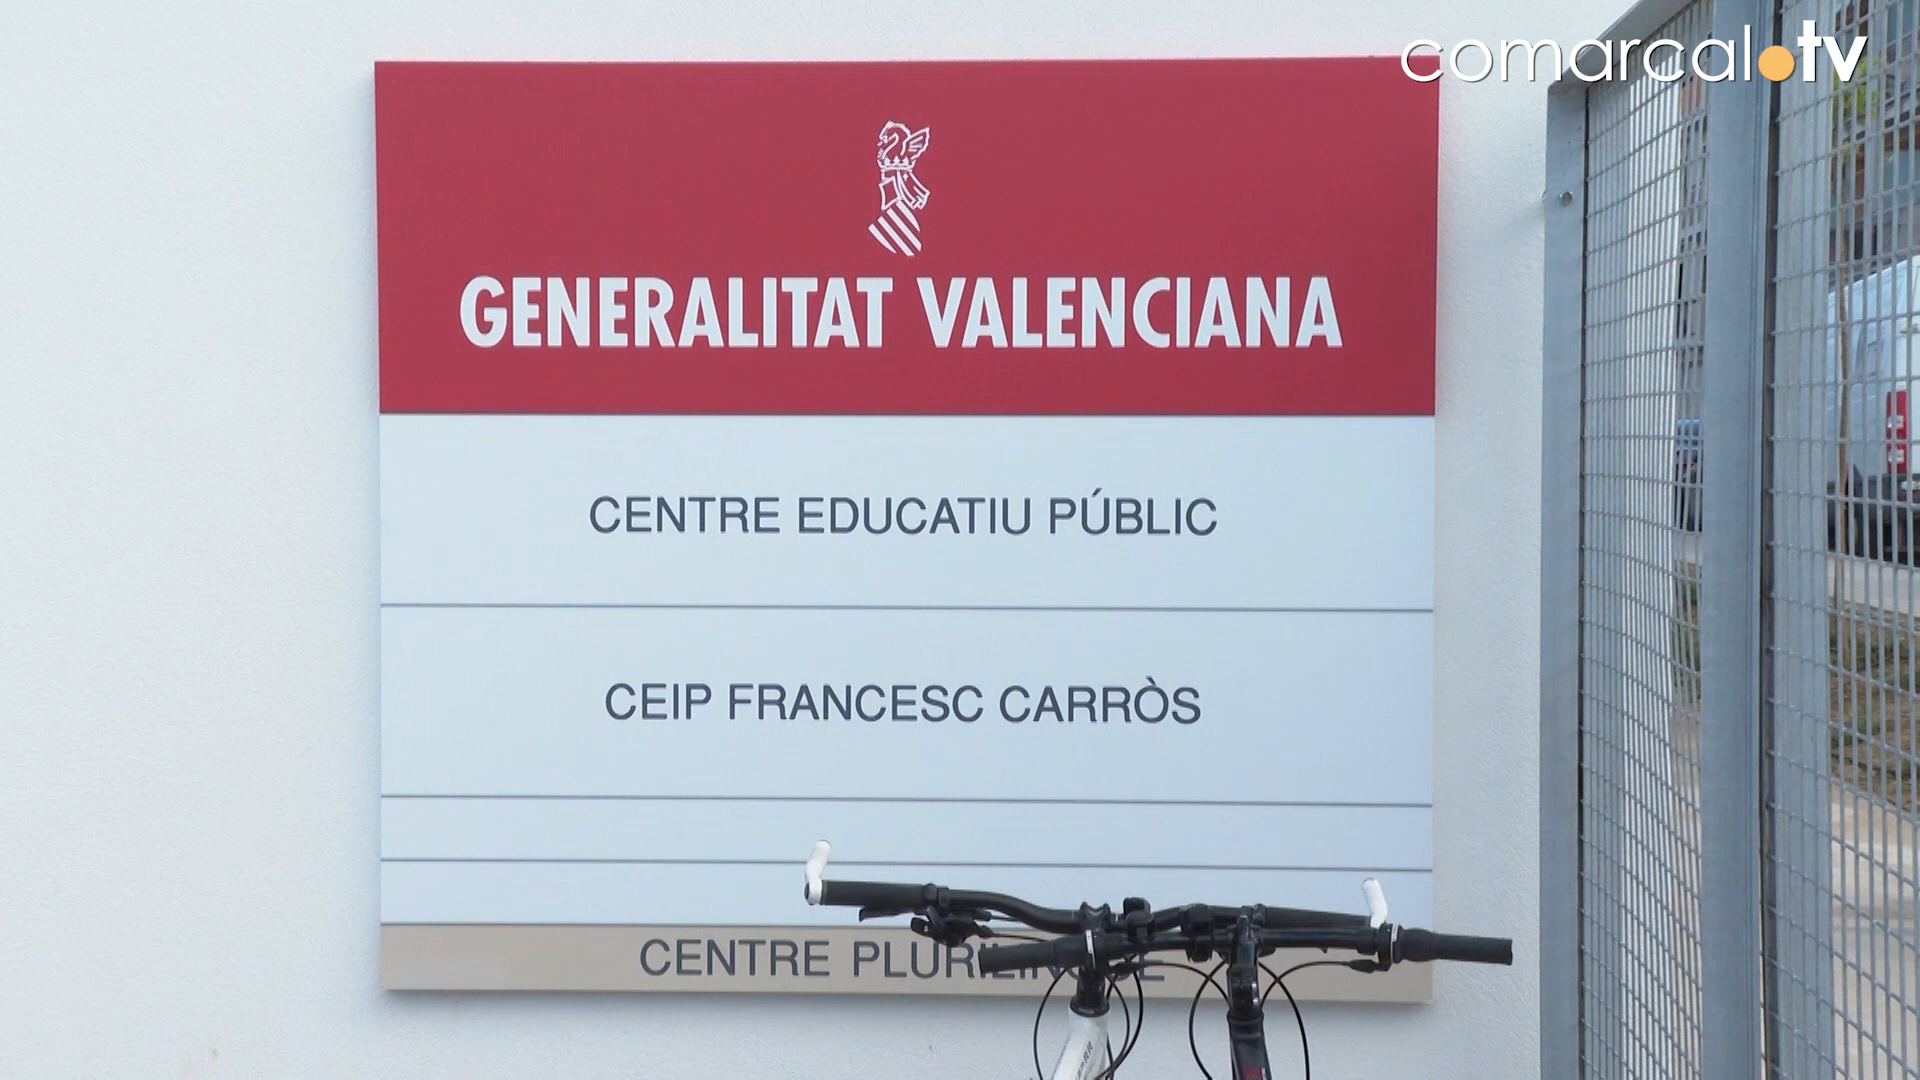 comarcal.tv
GENERALITAT VALENCIANA
CENTRE EDUCATIU PÚBLIC
CEIP FRANCESC CARRÒS
CENTRE